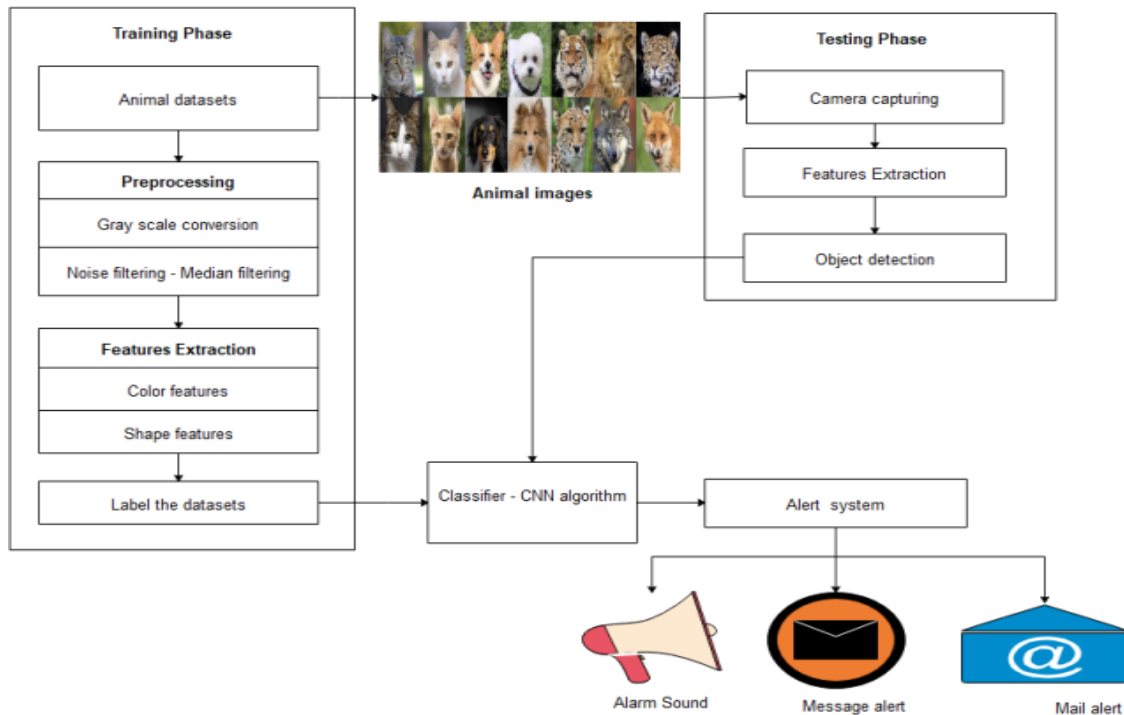 Training Phase
Animal datasets
Preprocessing
Gray scale conversion
Noise filtering - Median filtering
Features Extraction
Color features
Shape features
Label the datasets
Animal images
Testing Phase
Camera capturing
Features Extraction
Object detection
Classifier - CNN algorithm
Alert system
@
Alarm Sound
Message alert
Mail alert